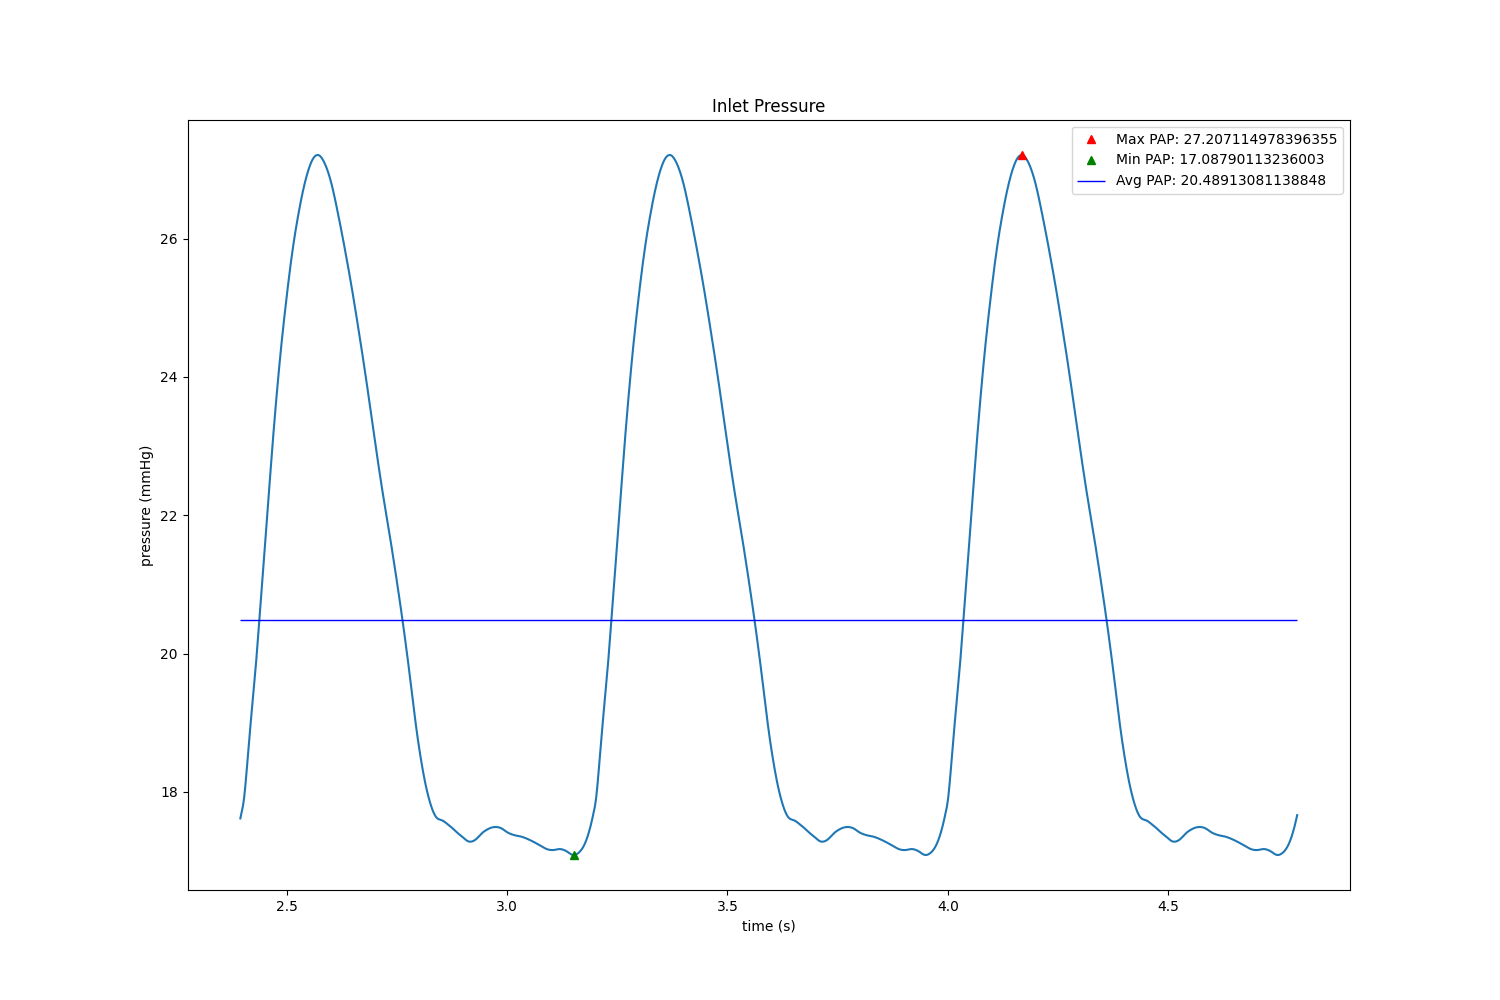 Inlet Pressure
Max PAP: 27.207114978396355
Min PAP: 17.08790113236003
Avg PAP: 20.48913081138848
26
24
22
20
18
pressure (mmHg)
2.5 3.0 3.5 4.0 4.5
time (s)